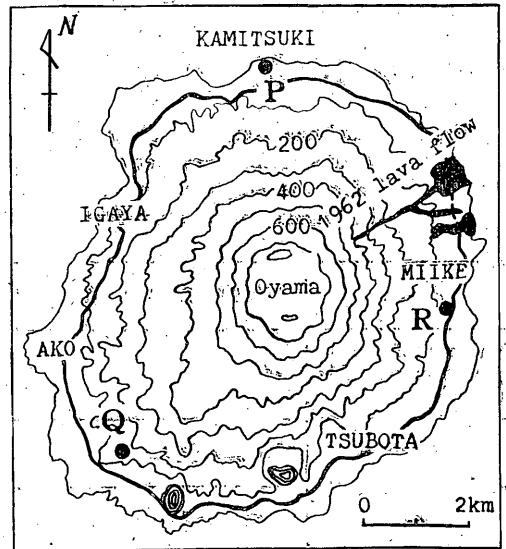 N
KAMITSUKI
P
200
1962 lava flow
400
IGAYA
600
MIIKE
Oyama
R
AKO
Q
TSUBOTA
0 2km